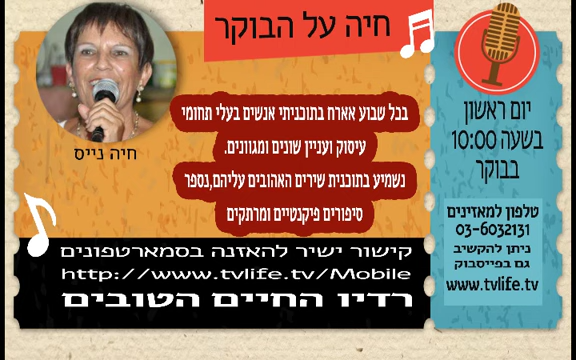 חיה על הבוקר
חיה נייס
בכל שבוע אארח בתוכניתי אנשים בעלי תחומי
עיסוק ועניין שונים ומגוונים.
נשמיע בתוכנית שירים האהובים עליהם,נספר
סיפורים פיקנטיים ומרתקים
קישור ישיר להאזנה בסמארטפונים
http://www.tvlife.tv/Mobile
רדיו החיים הטובים
יום ראשון
בשעה 10:00
בבוקר
טלפון למאזינים
03-6032131
ניתן להקשיב
גם בפייסבוק
www.tvlife.tv